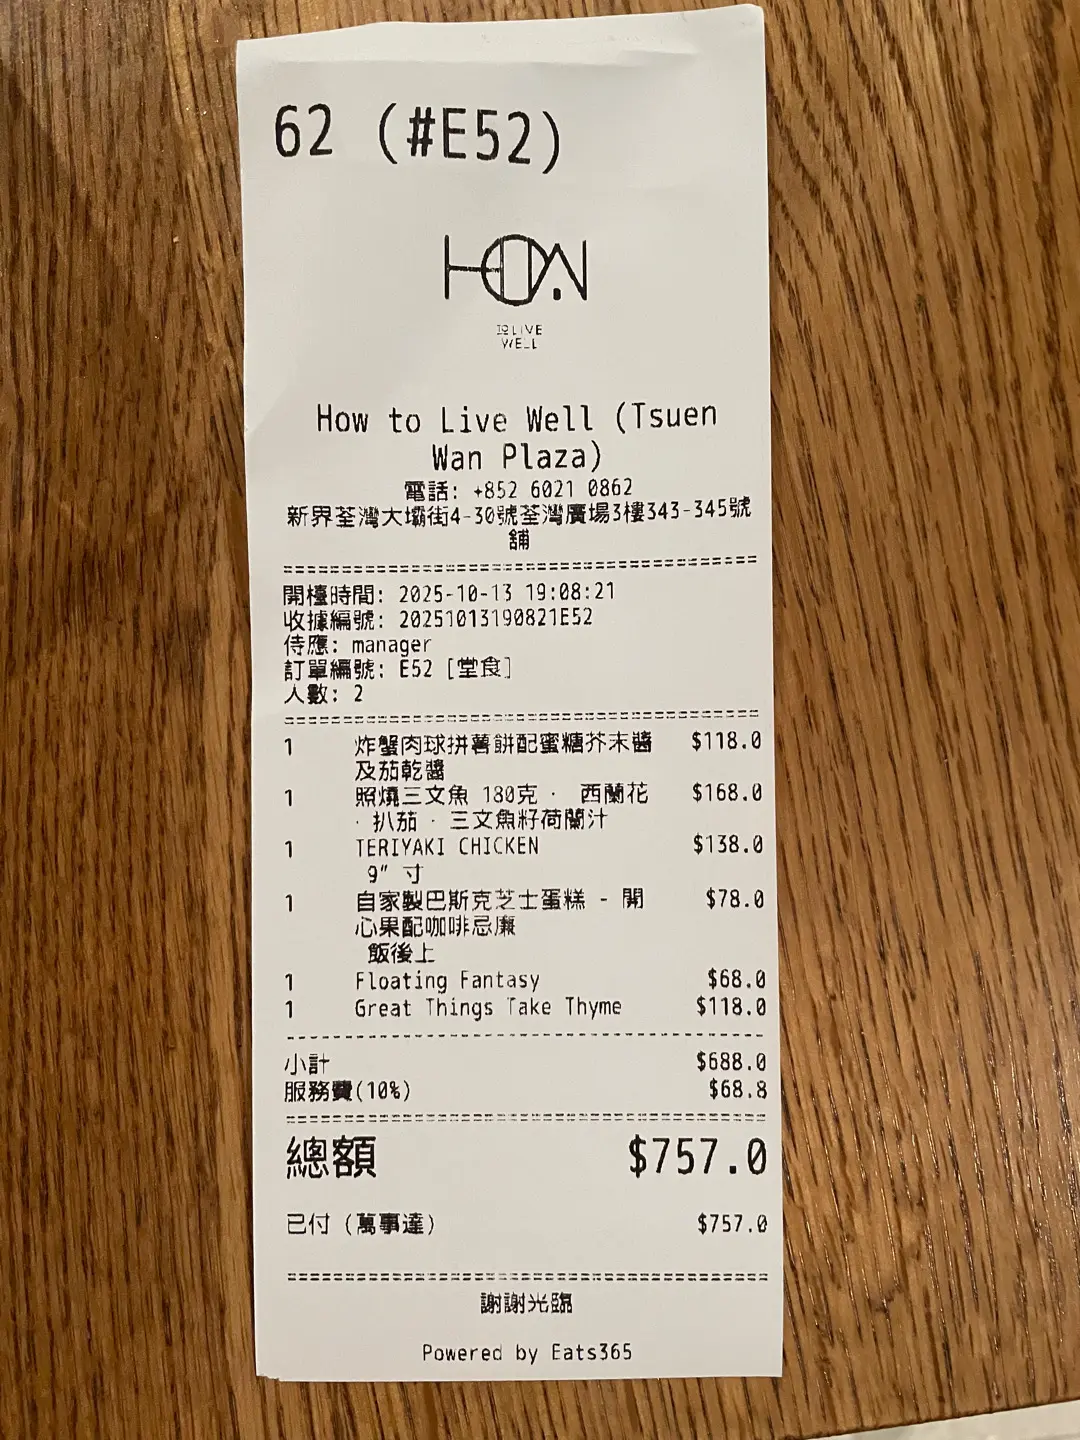 62 (#E52)
HOW
TO LIVE
WELL
How to Live Well (Tsuen
Wan Plaza)
電話: +852 6021 0862
新界荃灣大壩街4-30號荃灣廣場3樓343-345號
舖
開檯時間: 2025-10-13 19:08:21
收據編號: 20251013190821E52
侍應: manager
訂單編號: E52 [堂食]
人數: 2
1 炸蟹肉球拼薯餅配蜜糖芥末醬 $118.0
及茄乾醬
1 照燒三文魚 180克 · 西蘭花 $168.0
· 扒茄 · 三文魚籽荷蘭汁
1 TERIYAKI CHICKEN $138.0
9" 寸
1 自家製巴斯克芝士蛋糕 - 開 $78.0
心果配咖啡忌廉
飯後上
1 Floating Fantasy $68.0
1 Great Things Take Thyme $118.0
小計 $688.0
服務費(10%) $68.8
總額 $757.0
已付 (萬事達) $757.0
謝謝光臨
Powered by Eats365